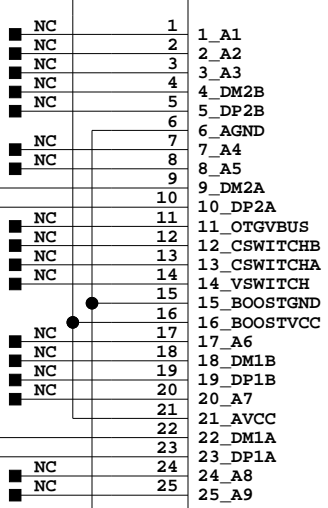 NC 1 1_A1
NC 2 2_A2
NC 3 3_A3
NC 4 4_DM2B
NC 5 5_DP2B
6 6_AGND
NC 7 7_A4
NC 8 8_A5
9 9_DM2A
10 10_DP2A
NC 11 11_OTGVBUS
NC 12 12_CSWITCHB
NC 13 13_CSWITCHA
NC 14 14_VSWITCH
15 15_BOOSTGND
16 16_BOOSTVCC
NC 17 17_A6
NC 18 18_DM1B
NC 19 19_DP1B
NC 20 20_A7
21 21_AVCC
22 22_DM1A
23 23_DP1A
NC 24 24_A8
NC 25 25_A9